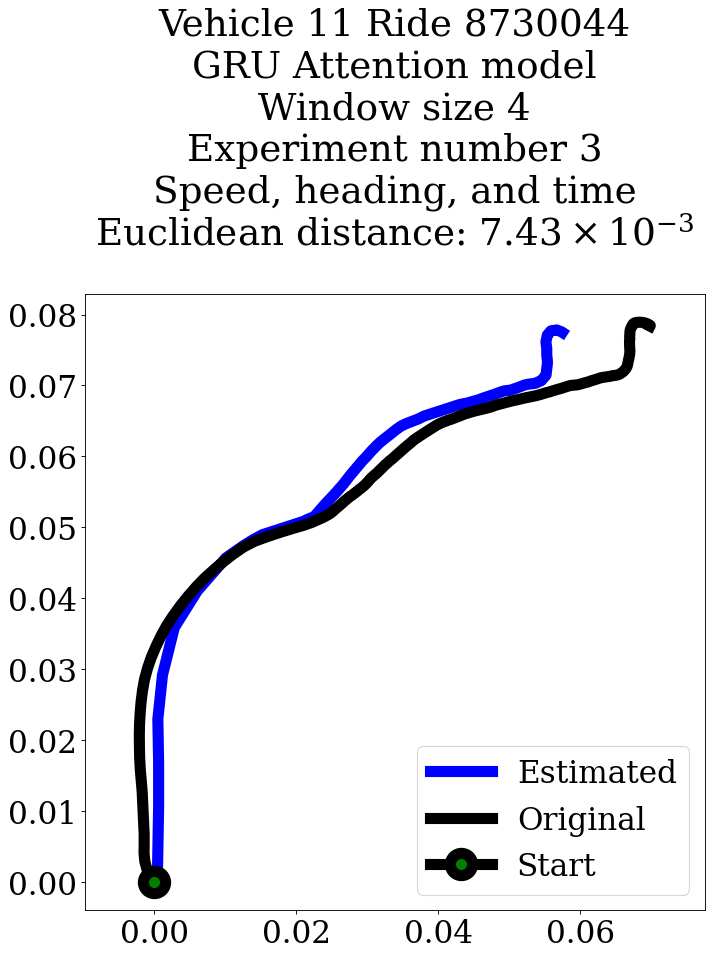 Vehicle 11 Ride 8730044
GRU Attention model
Window size 4
Experiment number 3
Speed, heading, and time
Euclidean distance: 7.43 × 10⁻³
0.08
0.07
0.06
0.05
0.04
0.03
0.02
0.01
0.00
Estimated
Original
Start
0.00 0.02 0.04 0.06